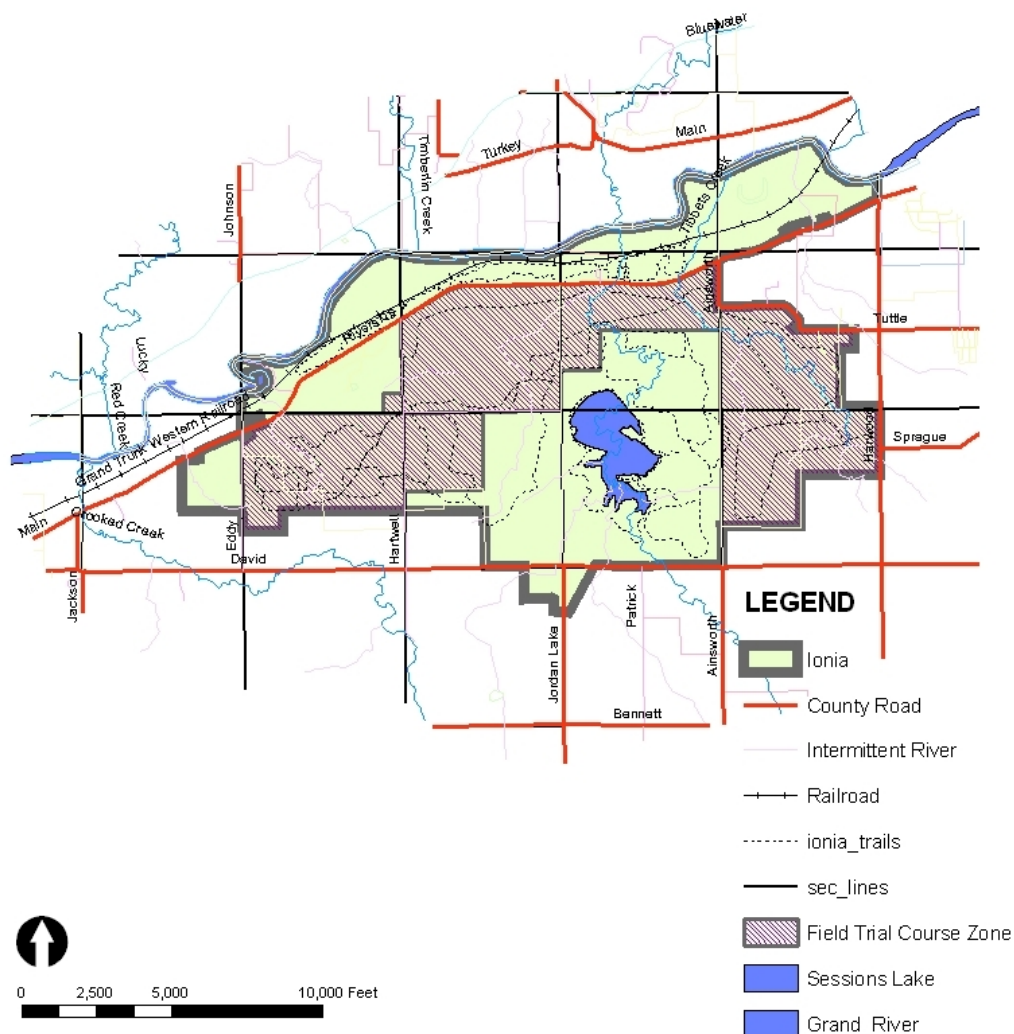 Bluewater
Main
Turkey
Timberlin Creek
Tibbets Creek
Johnson
Ainsworth
Riverside
Tuttle
Lucky
Red Creek
Grand Trunk Western Railroad
Harwood
Sprague
Main
Crooked Creek
Eddy
David
Hartwell
Jackson
Patrick
Jordan Lake
Ainsworth
Bennett
LEGEND
Ionia
County Road
Intermittent River
Railroad
ionia_trails
sec_lines
Field Trial Course Zone
Sessions Lake
Grand River
0 2,500 5,000 10,000 Feet